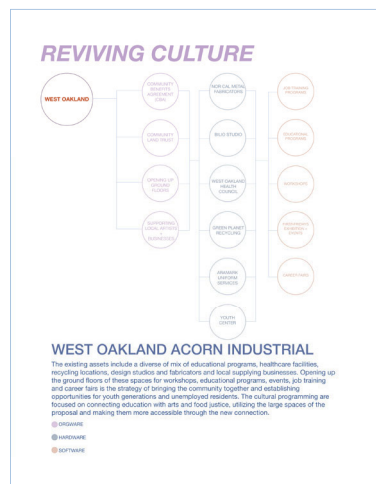 REVIVING CULTURE
WEST OAKLAND
COMMUNITY
BENEFITS
AGREEMENT
(CBA)
COMMUNITY
LAND TRUST
OPENING UP
GROUND
FLOORS
SUPPORTING
LOCAL ARTISTS
+
BUSINESSES
NOR CAL METAL
FABRICATORS
BILIO STUDIO
WEST OAKLAND
HEALTH
COUNCIL
GREEN PLANET
RECYCLING
ARAMARK
UNIFORM
SERVICES
YOUTH
CENTER
JOB TRAINING
PROGRAMS
EDUCATIONAL
PROGRAMS
WORKSHOPS
CAREER FAIRS
WEST OAKLAND ACORN INDUSTRIAL
The existing assets include a diverse of mix of educational programs, healthcare facilities,
recycling locations, design studios and fabricators and local supplying businesses. Opening up
the ground floors of these spaces for workshops, educational programs, events, job training
and career fairs is the strategy of bringing the community together and establishing
opportunities for youth generations and unemployed residents. The cultural programming are
focused on connecting education with arts and food justice, utilizing the large spaces of the
proposal and making them more accessible through the new connection.
ORGWARE
HARDWARE
SOFTWARE